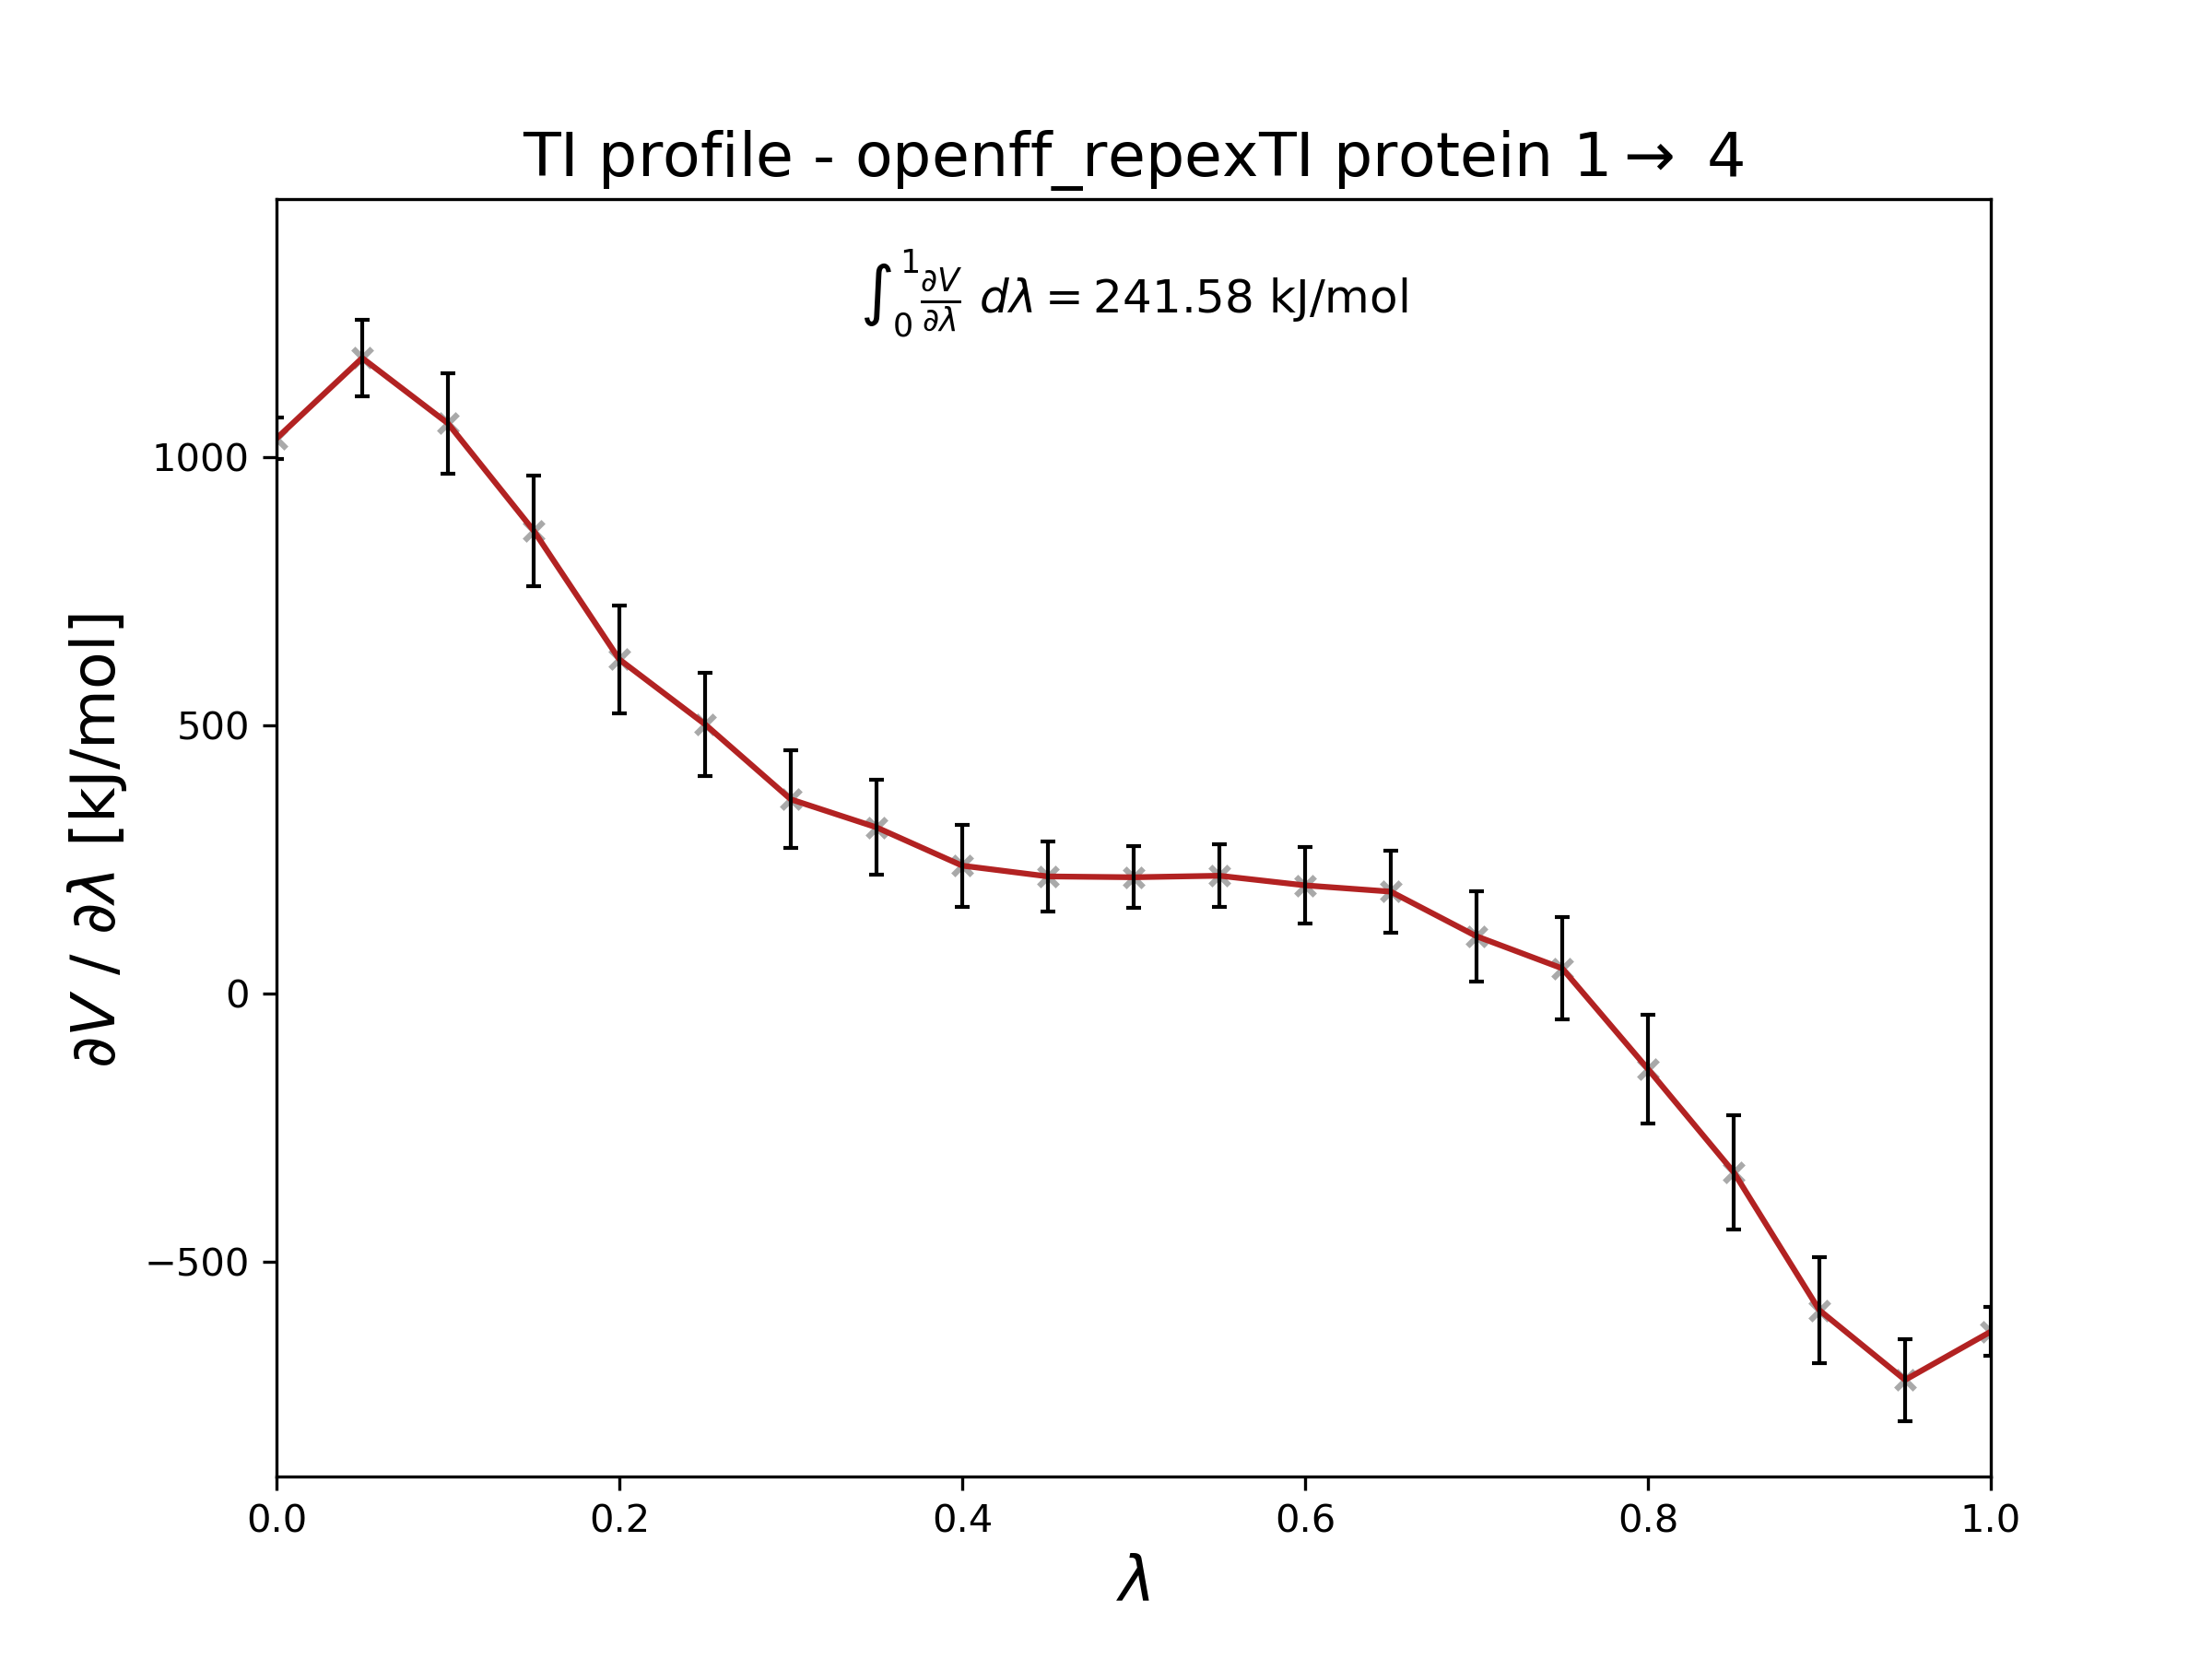 TI profile - openff_repexTI protein 1→ 4
∫₀¹ ∂V/∂λ dλ = 241.58 kJ/mol
∂V / ∂λ [kJ/mol]
1000
500
0
−500
0.0 0.2 0.4 0.6 0.8 1.0
λ